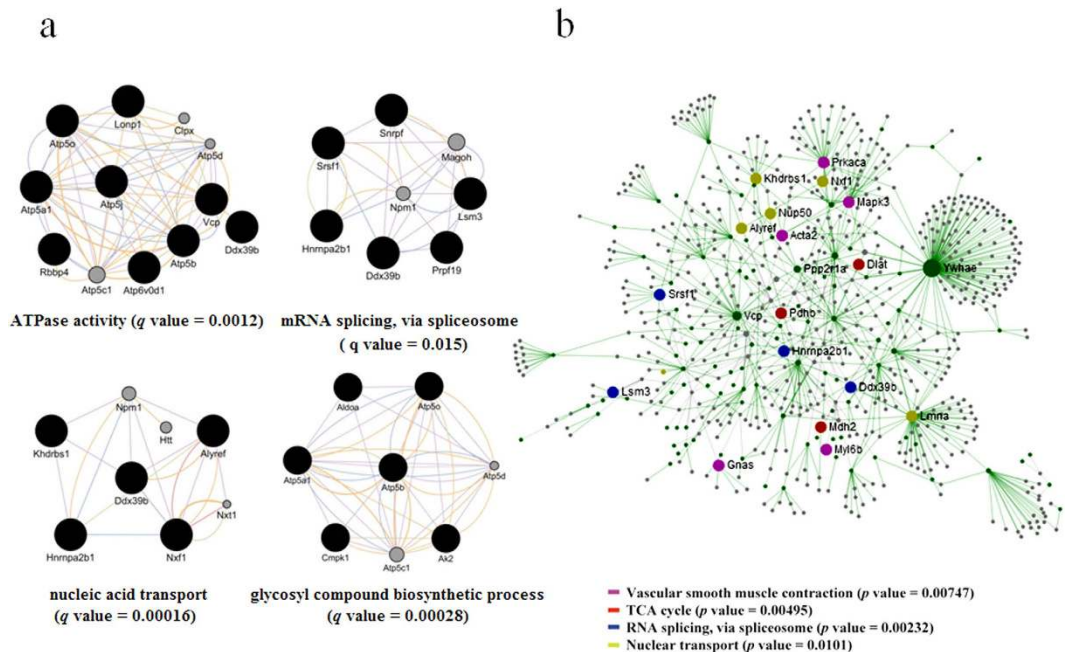 a
Lonp1
Clpx
Atp5o
Atp5d
Atp5a1
Atp5j
Vcp
Ddx39b
Rbbp4
Atp5b
Atp5c1
Atp6v0d1
ATPase activity (q value = 0.0012)
Snrpf
Magoh
Srsf1
Npm1
Lsm3
Hnrnpa2b1
Ddx39b
Prpf19
mRNA splicing, via spliceosome
( q value = 0.015)
Npm1
Htt
Khdrbs1
Alyref
Ddx39b
Nxt1
Hnrnpa2b1
Nxf1
nucleic acid transport
(q value = 0.00016)
Aldoa
Atp5o
Atp5a1
Atp5b
Atp5d
Cmpk1
Atp5c1
Ak2
glycosyl compound biosynthetic process
(q value = 0.00028)
b
Prkaca
Khdrbs1
Nxf1
Mapk3
Nup50
Alyref
Acta2
Ppp2r1a
Dlat
Ywhae
Srsf1
Vcp
Pdhb
Hnrnpa2b1
Lsm3
Ddx39b
Lmna
Mdh2
Myl6b
Gnas
Vascular smooth muscle contraction (p value = 0.00747)
TCA cycle (p value = 0.00495)
RNA splicing, via spliceosome (p value = 0.00232)
Nuclear transport (p value = 0.0101)